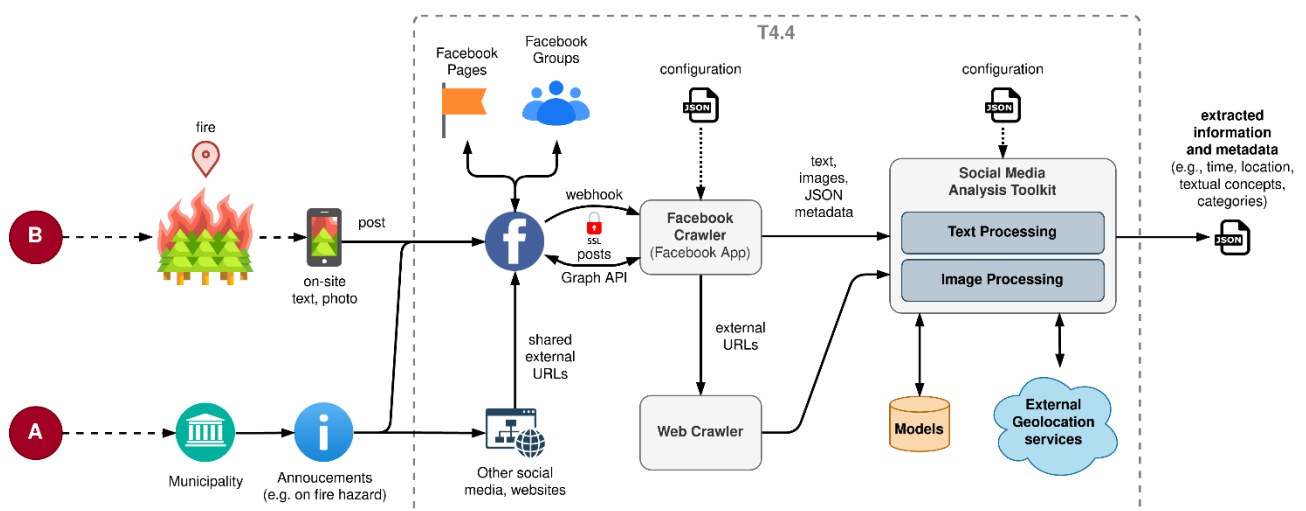 T4.4
Facebook
Pages
Facebook
Groups
configuration
JSON
configuration
JSON
fire
B
post
on-site
text, photo
webhook
SSL
posts
Graph API
Facebook
Crawler
(Facebook App)
text,
images,
JSON
metadata
Social Media
Analysis Toolkit
Text Processing
Image Processing
extracted
information
and metadata
(e.g., time, location,
textual concepts,
categories)
JSON
shared
external
URLs
external
URLs
A
Municipality
Annoucements
(e.g. on fire hazard)
Other social
media, websites
Web Crawler
Models
External
Geolocation
services